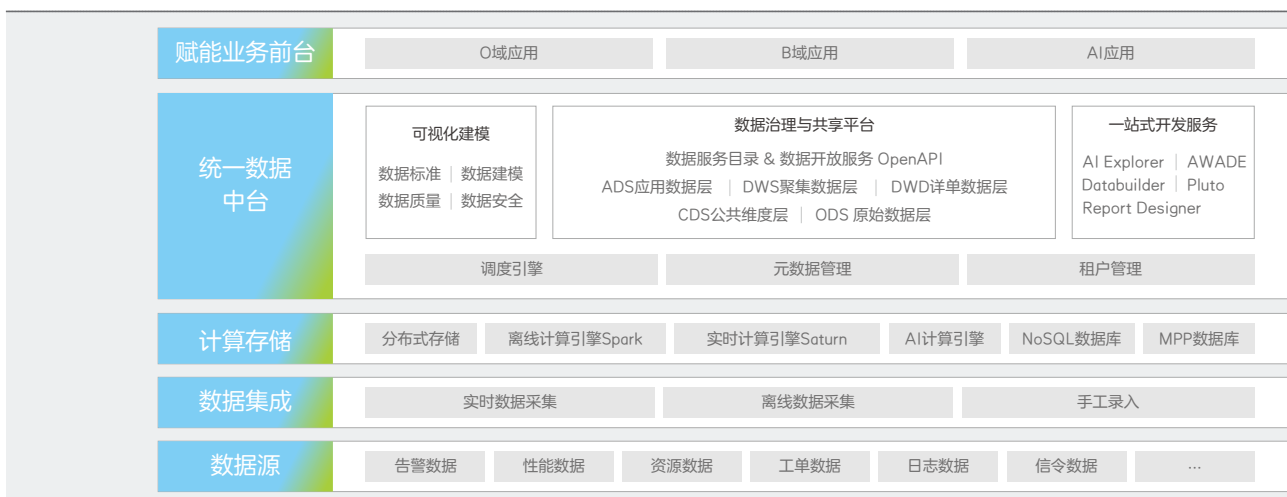 赋能业务前台
O域应用
B域应用
AI应用
统一数据
中台
可视化建模
数据标准 | 数据建模
数据质量 | 数据安全
数据治理与共享平台
数据服务目录 & 数据开放服务 OpenAPI
ADS应用数据层 | DWS聚集数据层 | DWD详单数据层
CDS公共维度层 | ODS 原始数据层
一站式开发服务
AI Explorer | AWADE
Databuilder | Pluto
Report Designer
调度引擎
元数据管理
租户管理
计算存储
分布式存储
离线计算引擎Spark
实时计算引擎Saturn
AI计算引擎
NoSQL数据库
MPP数据库
数据集成
实时数据采集
离线数据采集
手工录入
数据源
告警数据
性能数据
资源数据
工单数据
日志数据
信令数据
...